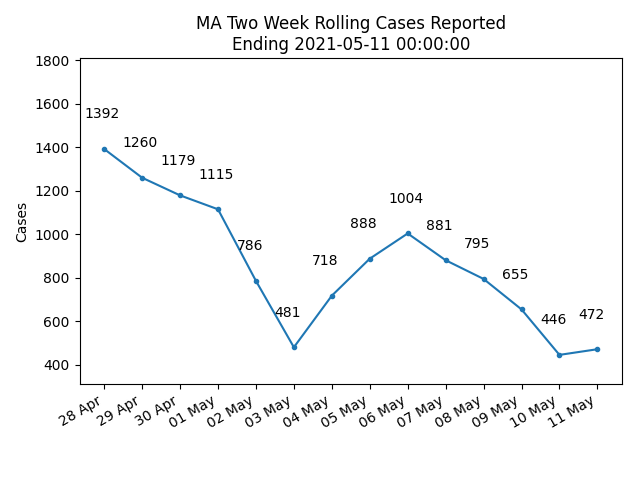 MA Two Week Rolling Cases Reported
Ending 2021-05-11 00:00:00
1800
1600
1400
1200
1000
800
600
400
Cases
1392
1260
1179
1115
786
481
718
888
1004
881
795
655
446
472
28 Apr
29 Apr
30 Apr
01 May
02 May
03 May
04 May
05 May
06 May
07 May
08 May
09 May
10 May
11 May